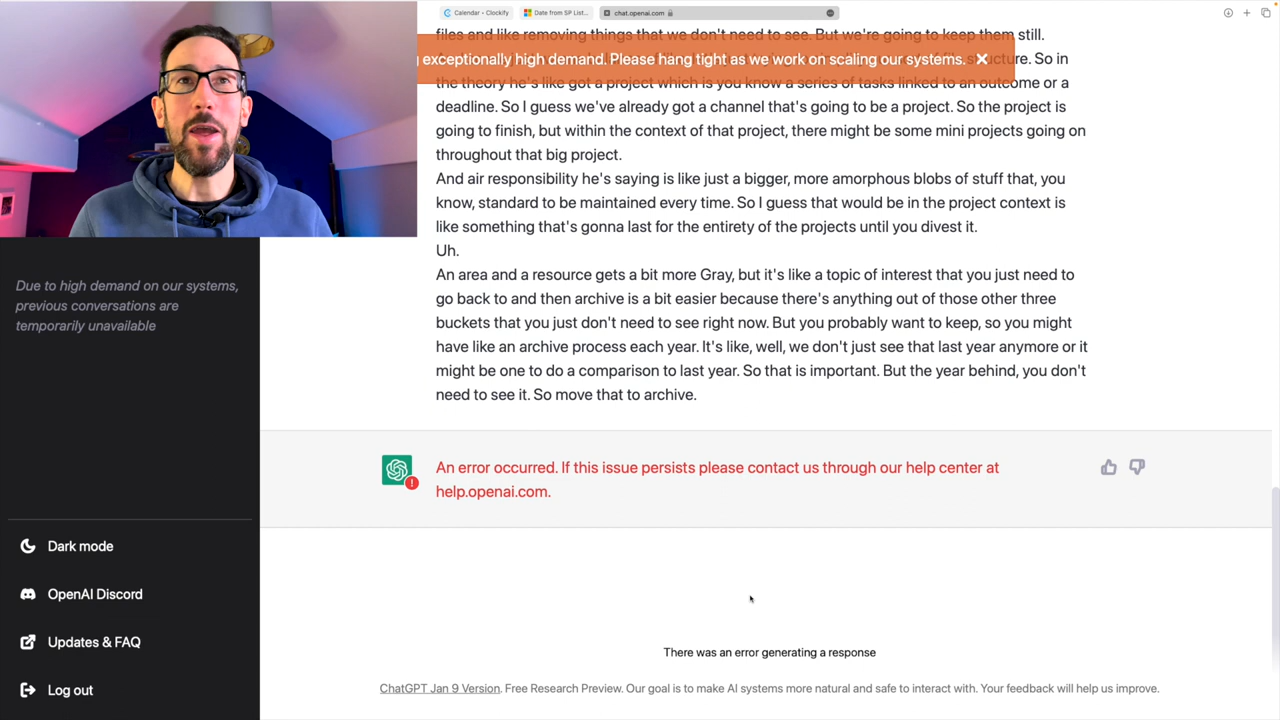 Calendar • Clockify
Date from SP List...
chat.openai.com
files and like removing things that we don't need to see. But we're going to keep them still.
exceptionally high demand. Please hang tight as we work on scaling our systems.
ucture. So in
the theory he's like got a project which is you know a series of tasks linked to an outcome or a
deadline. So I guess we've already got a channel that's going to be a project. So the project is
going to finish, but within the context of that project, there might be some mini projects going on
throughout that big project.
And air responsibility he's saying is like just a bigger, more amorphous blobs of stuff that, you
know, standard to be maintained every time. So I guess that would be in the project context is
like something that's gonna last for the entirety of the projects until you divest it.
Uh.
An area and a resource gets a bit more Gray, but it's like a topic of interest that you just need to
go back to and then archive is a bit easier because there's anything out of those other three
buckets that you just don't need to see right now. But you probably want to keep, so you might
have like an archive process each year. It's like, well, we don't just see that last year anymore or it
might be one to do a comparison to last year. So that is important. But the year behind, you don't
need to see it. So move that to archive.
Due to high demand on our systems,
previous conversations are
temporarily unavailable
An error occurred. If this issue persists please contact us through our help center at
help.openai.com.
Dark mode
OpenAI Discord
Updates & FAQ
Log out
There was an error generating a response
ChatGPT Jan 9 Version. Free Research Preview. Our goal is to make AI systems more natural and safe to interact with. Your feedback will help us improve.